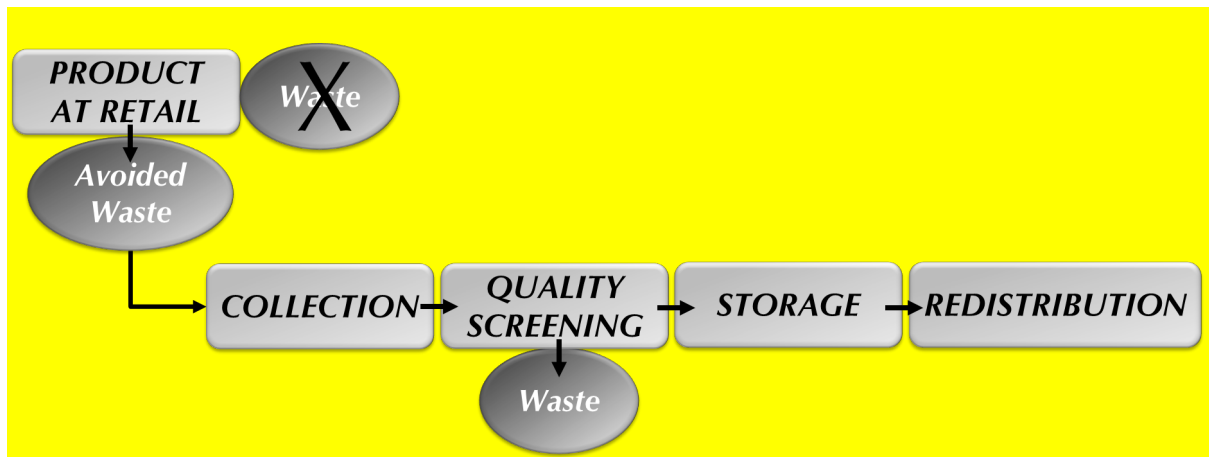 PRODUCT
AT RETAIL
Waste
X
Avoided
Waste
COLLECTION
QUALITY
SCREENING
STORAGE
REDISTRIBUTION
Waste